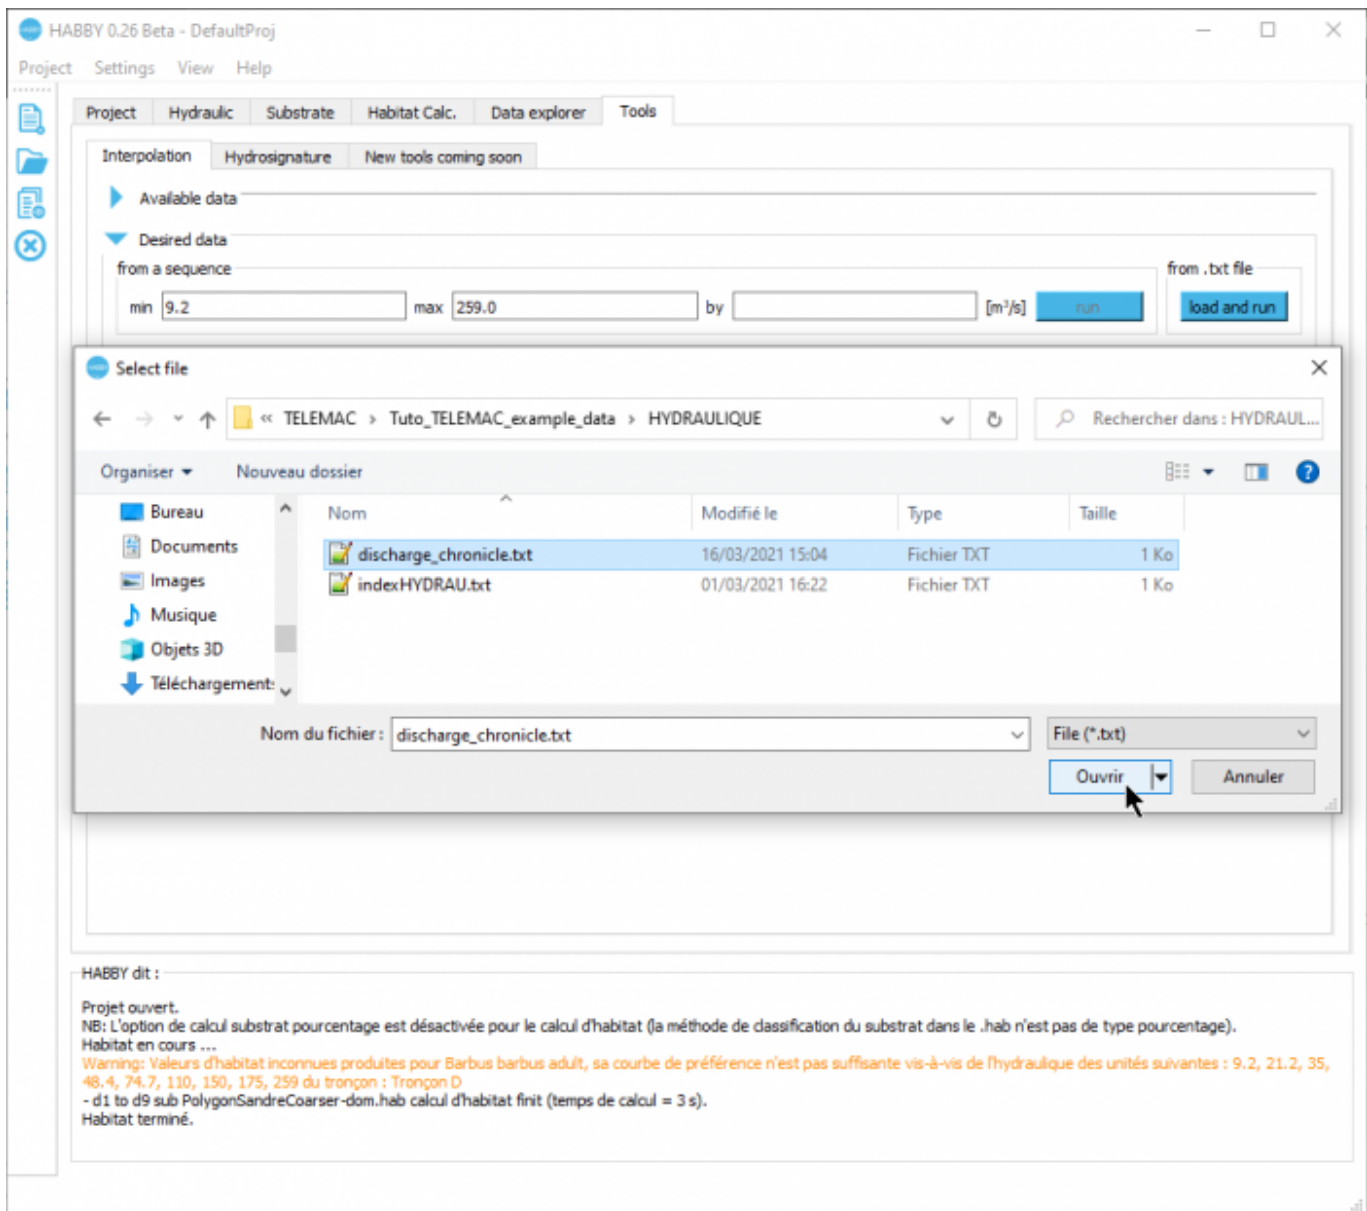 HABBY 0.26 Beta - DefaultProj
Project Settings View Help
Project Hydraulic Substrate Habitat Calc. Data explorer Tools
Interpolation Hydrosignature New tools coming soon
Available data
Desired data
from a sequence from .txt file
min 9.2 max 259.0 by [m³/s] run load and run
Select file
« TELEMAC > Tuto_TELEMAC_example_data > HYDRAULIQUE Rechercher dans : HYDRAUL...
Organiser Nouveau dossier ?
Bureau Nom Modifié le Type Taille
Documents discharge_chronicle.txt 16/03/2021 15:04 Fichier TXT 1 Ko
Images indexHYDRAU.txt 01/03/2021 16:22 Fichier TXT 1 Ko
Musique
Objets 3D
Téléchargement:
Nom du fichier : discharge_chronicle.txt File (*.txt)
Ouvrir Annuler
HABBY dit :
Projet ouvert.
NB: L'option de calcul substrat pourcentage est désactivée pour le calcul d'habitat (la méthode de classification du substrat dans le .hab n'est pas de type pourcentage).
Habitat en cours ...
Warning: Valeurs d'habitat inconnues produites pour Barbus barbus adult, sa courbe de préférence n'est pas suffisante vis-à-vis de l'hydraulique des unités suivantes : 9.2, 21.2, 35,
48.4, 74.7, 110, 150, 175, 259 du tronçon : Tronçon D
- d1 to d9 sub PolygonSandreCoarser-dom.hab calcul d'habitat finit (temps de calcul = 3 s).
Habitat terminé.